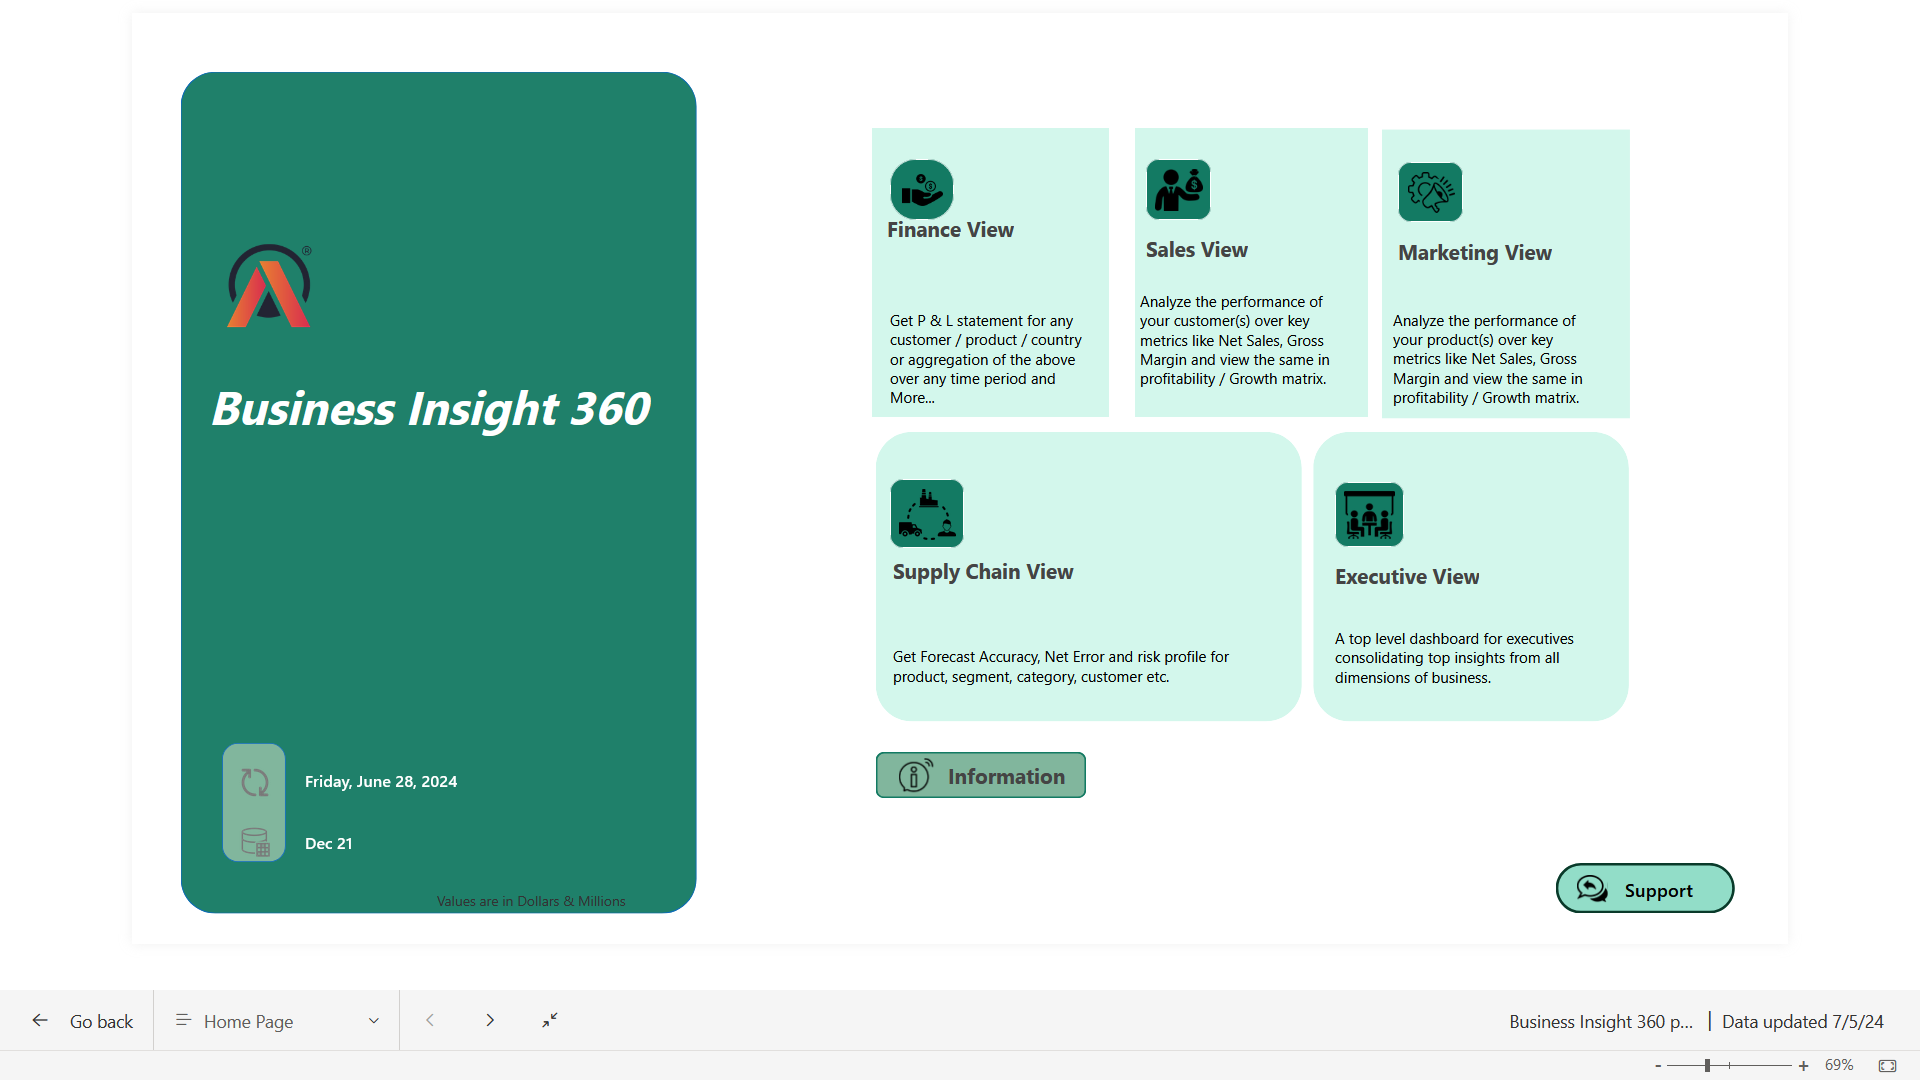 ®
Business Insight 360
Friday, June 28, 2024
Dec 21
Values are in Dollars & Millions
Finance View
Get P & L statement for any
customer / product / country
or aggregation of the above
over any time period and
More...
Sales View
Analyze the performance of
your customer(s) over key
metrics like Net Sales, Gross
Margin and view the same in
profitability / Growth matrix.
Marketing View
Analyze the performance of
your product(s) over key
metrics like Net Sales, Gross
Margin and view the same in
profitability / Growth matrix.
Supply Chain View
Get Forecast Accuracy, Net Error and risk profile for
product, segment, category, customer etc.
Executive View
A top level dashboard for executives
consolidating top insights from all
dimensions of business.
Information
Support
Go back
Home Page
Business Insight 360 p... | Data updated 7/5/24
- + 69%